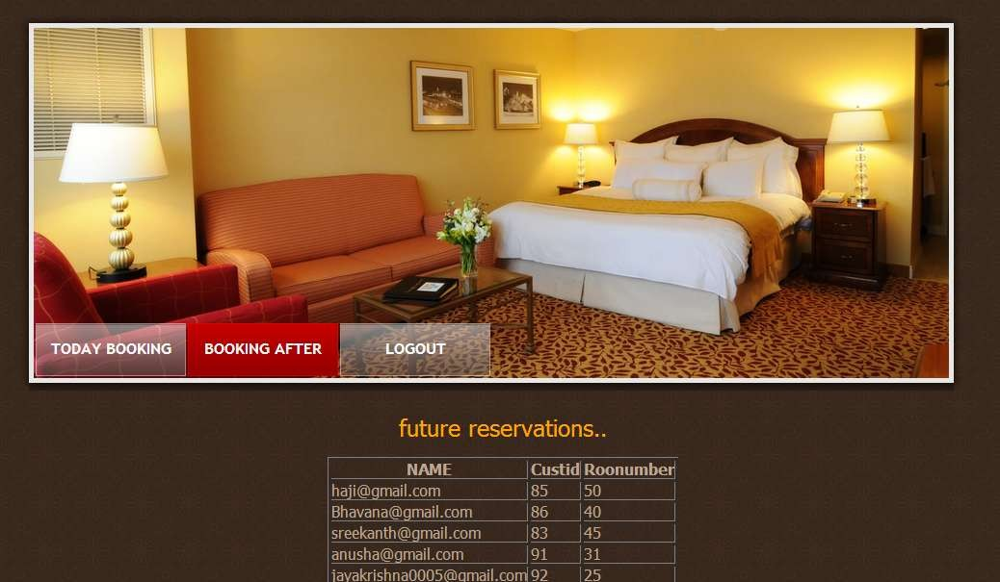 TODAY BOOKING BOOKING AFTER LOGOUT
future reservations..
NAME Custid Roonumber
haji@gmail.com 85 50
Bhavana@gmail.com 86 40
sreekanth@gmail.com 83 45
anusha@gmail.com 91 31
jayakrishna0005@gmail.com 92 25